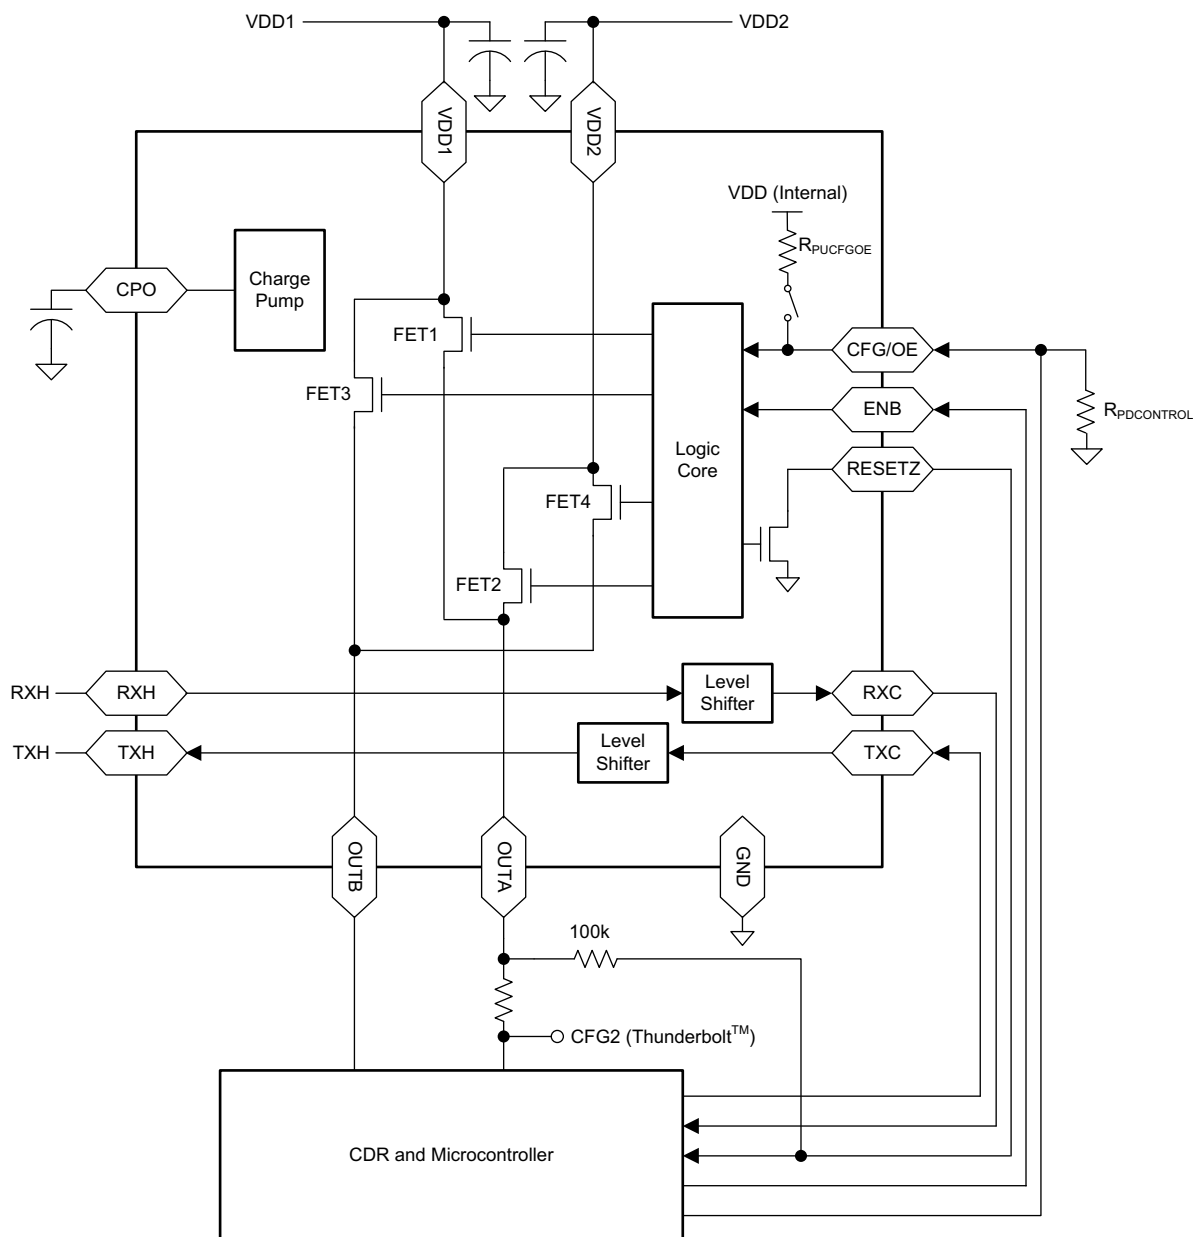 VDD1
VDD2
VDD1
VDD2
VDD (Internal)
RPUCFGOE
CPO
Charge
Pump
FET1
CFG/OE
FET3
ENB
RPDCONTROL
Logic
Core
RESETZ
FET4
FET2
RXH
RXH
Level
Shifter
RXC
TXH
TXH
Level
Shifter
TXC
OUTB
OUTA
GND
100k
CFG2 (Thunderbolt™)
CDR and Microcontroller